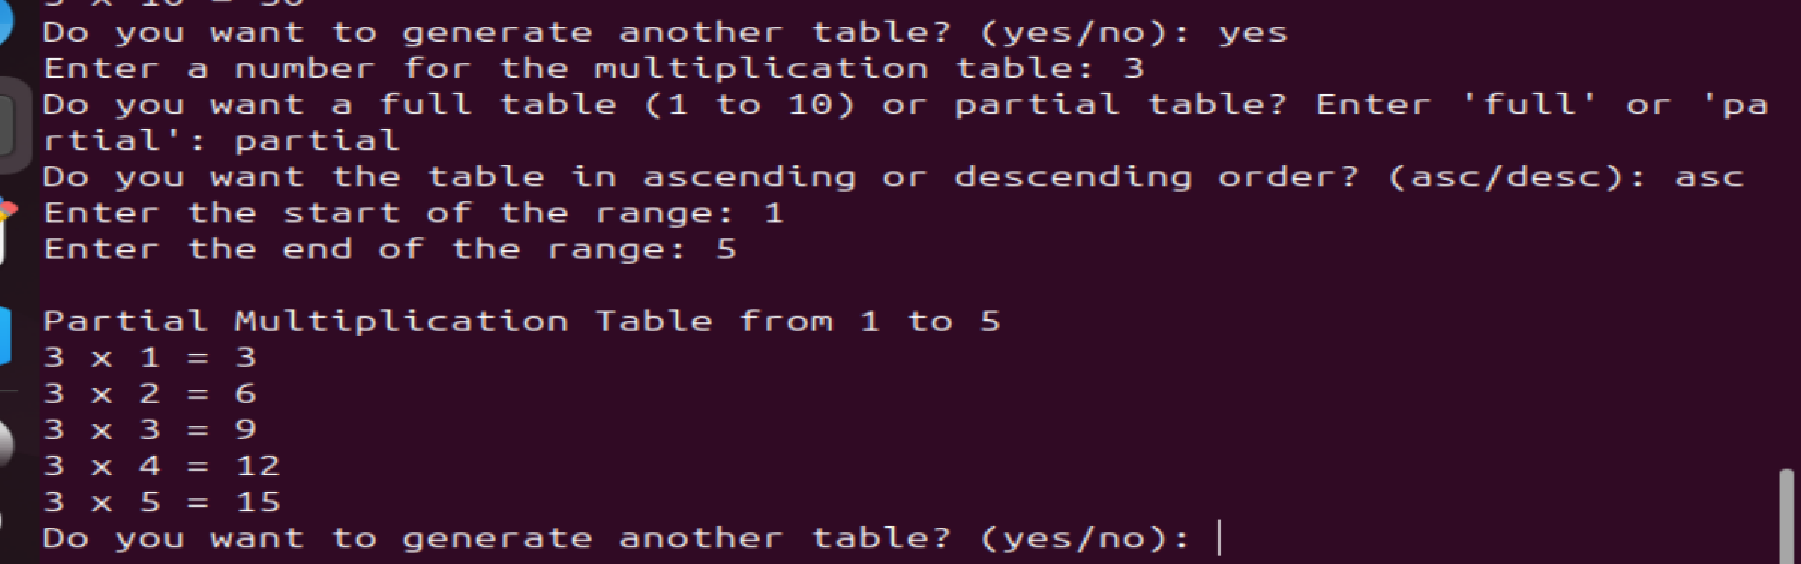 Do you want to generate another table? (yes/no): yes
Enter a number for the multiplication table: 3
Do you want a full table (1 to 10) or partial table? Enter 'full' or 'pa
rtial': partial
Do you want the table in ascending or descending order? (asc/desc): asc
Enter the start of the range: 1
Enter the end of the range: 5
Partial Multiplication Table from 1 to 5
3 x 1 = 3
3 x 2 = 6
3 x 3 = 9
3 x 4 = 12
3 x 5 = 15
Do you want to generate another table? (yes/no):